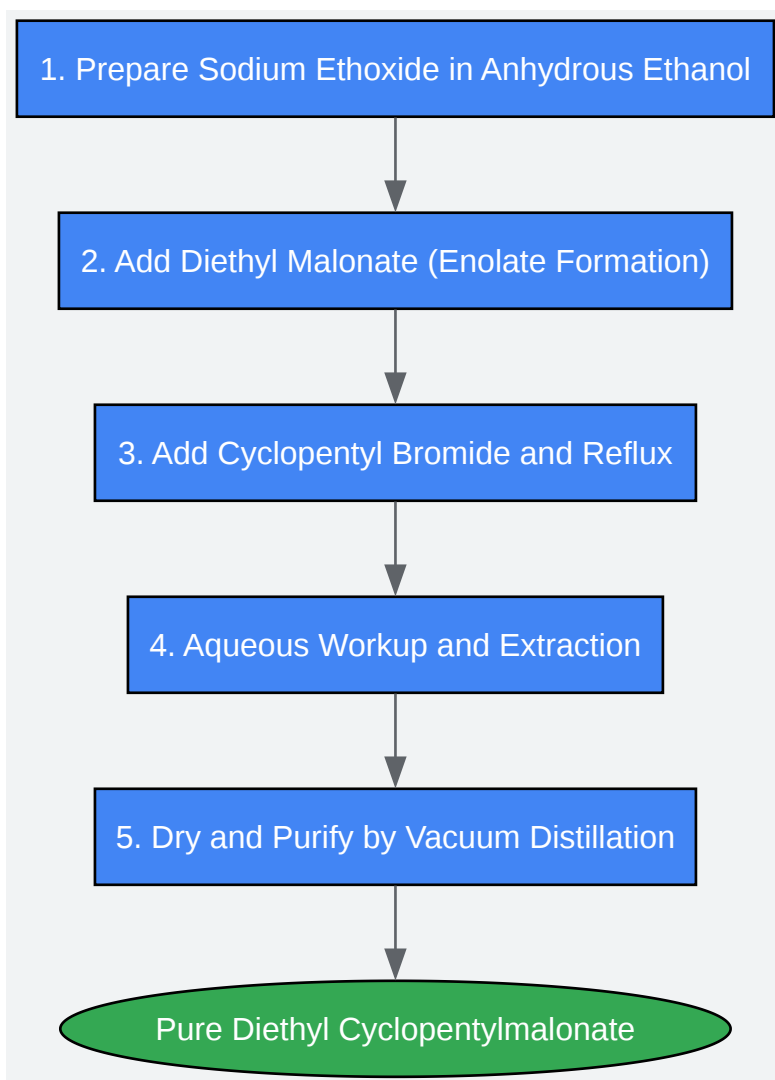 1. Prepare Sodium Ethoxide in Anhydrous Ethanol
2. Add Diethyl Malonate (Enolate Formation)
3. Add Cyclopentyl Bromide and Reflux
4. Aqueous Workup and Extraction
5. Dry and Purify by Vacuum Distillation
Pure Diethyl Cyclopentylmalonate